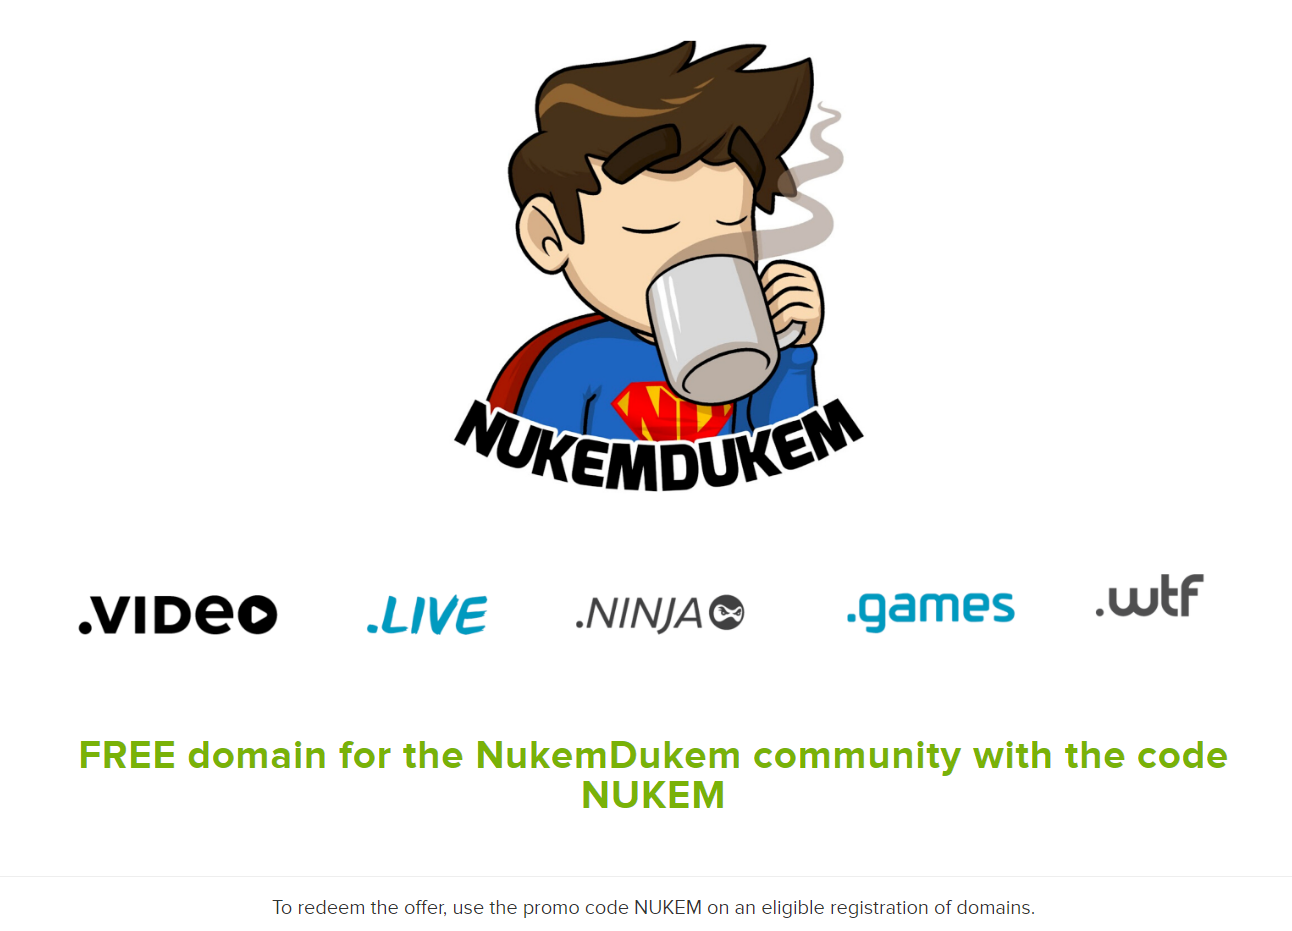 NUKEMDUKEM
.VIDeO
.LIVE
.NINJA
.games
.wtf
FREE domain for the NukemDukem community with the code
NUKEM
To redeem the offer, use the promo code NUKEM on an eligible registration of domains.